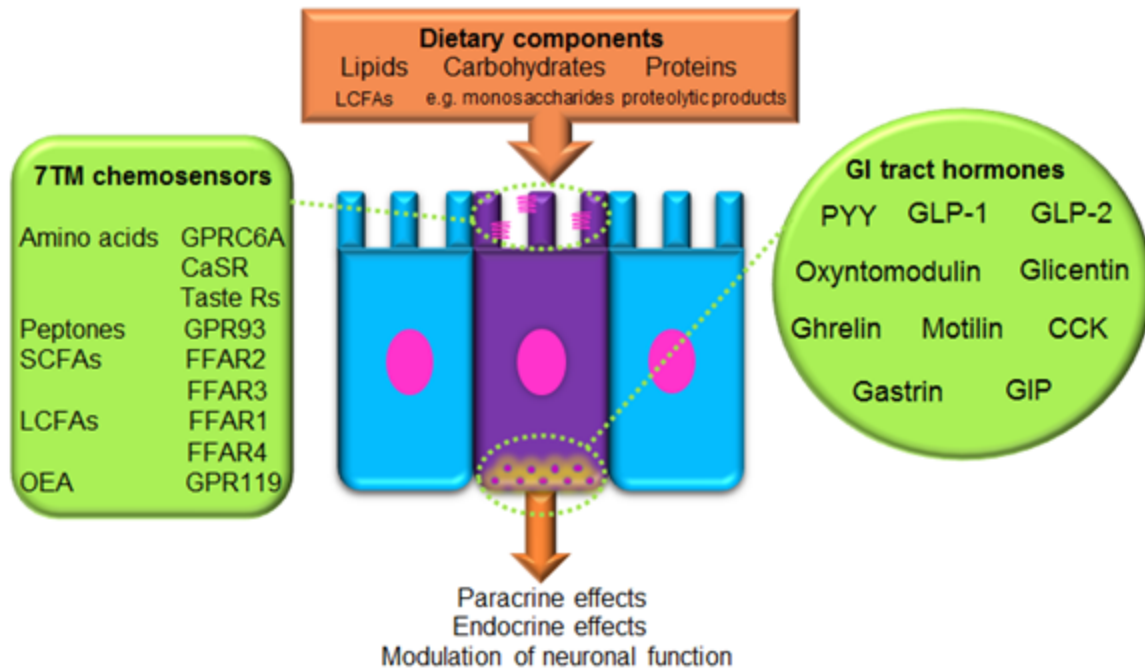 Dietary components
Lipids Carbohydrates Proteins
LCFAs e.g. monosaccharides proteolytic products
7TM chemosensors
Amino acids GPRC6A
CaSR
Taste Rs
Peptones GPR93
SCFAs FFAR2
FFAR3
LCFAs FFAR1
FFAR4
OEA GPR119
GI tract hormones
PYY GLP-1 GLP-2
Oxyntomodulin Glicentin
Ghrelin Motilin CCK
Gastrin GIP
Paracrine effects
Endocrine effects
Modulation of neuronal function